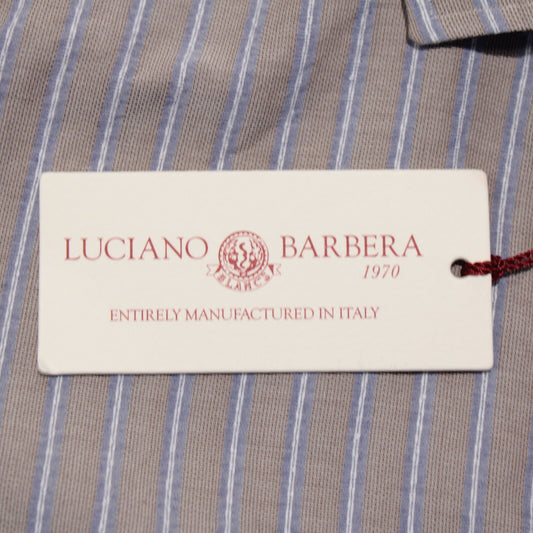 LUCIANO BARBERA
1970
ENTIRELY MANUFACTURED IN ITALY